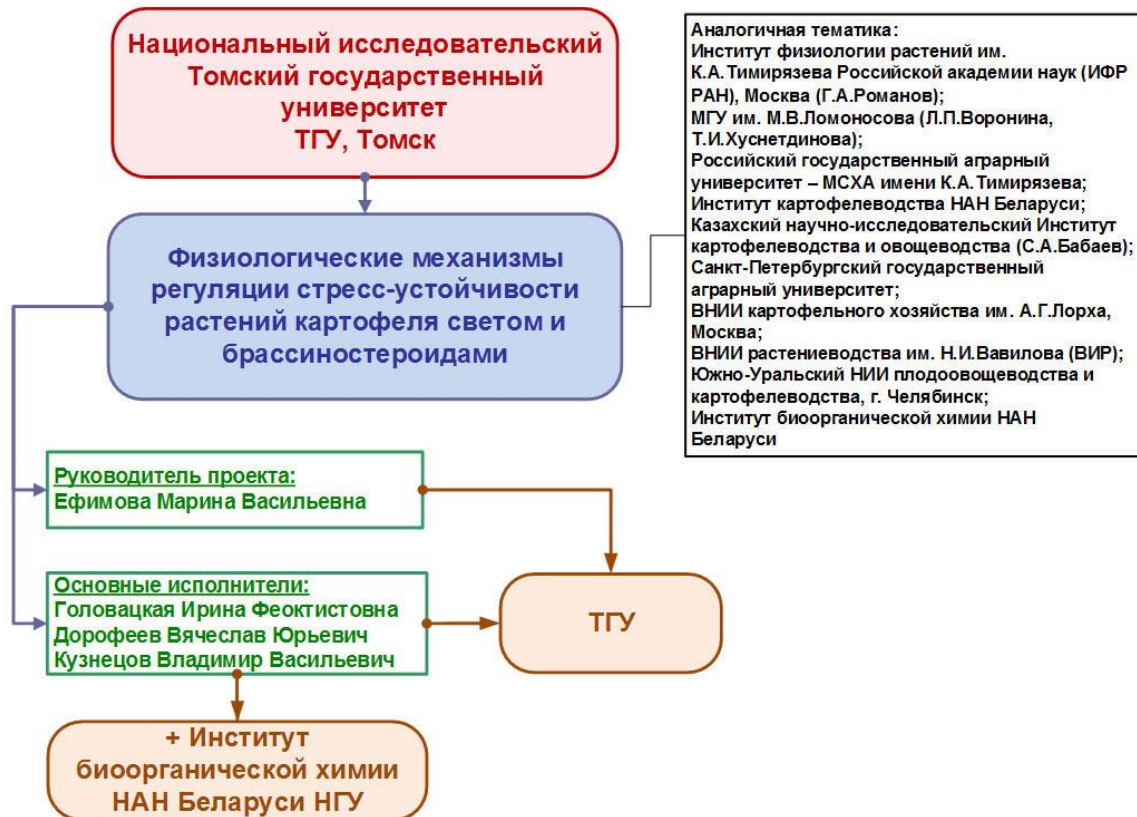 Национальный исследовательский
Томский государственный
университет
ТГУ, Томск
Физиологические механизмы
регуляции стресс-устойчивости
растений картофеля светом и
брассиностероидами
Аналогичная тематика:
Институт физиологии растений им.
К.А.Тимирязева Российской академии наук (ИФР
РАН), Москва (Г.А.Романов);
МГУ им. М.В.Ломоносова (Л.П.Воронина,
Т.И.Хуснетдинова);
Российский государственный аграрный
университет – МСХА имени К.А.Тимирязева;
Институт картофелеводства НАН Беларуси;
Казахский научно-исследовательский Институт
картофелеводства и овощеводства (С.А.Бабаев);
Санкт-Петербургский государственный
аграрный университет;
ВНИИ картофельного хозяйства им. А.Г.Лорха,
Москва;
ВНИИ растениеводства им. Н.И.Вавилова (ВИР);
Южно-Уральский НИИ плодоовощеводства и
картофелеводства, г. Челябинск;
Институт биоорганической химии НАН
Беларуси
Руководитель проекта:
Ефимова Марина Васильевна
Основные исполнители:
Головацкая Ирина Феоктистовна
Дорофеев Вячеслав Юрьевич
Кузнецов Владимир Васильевич
ТГУ
+ Институт
биоорганической химии
НАН Беларуси НГУ